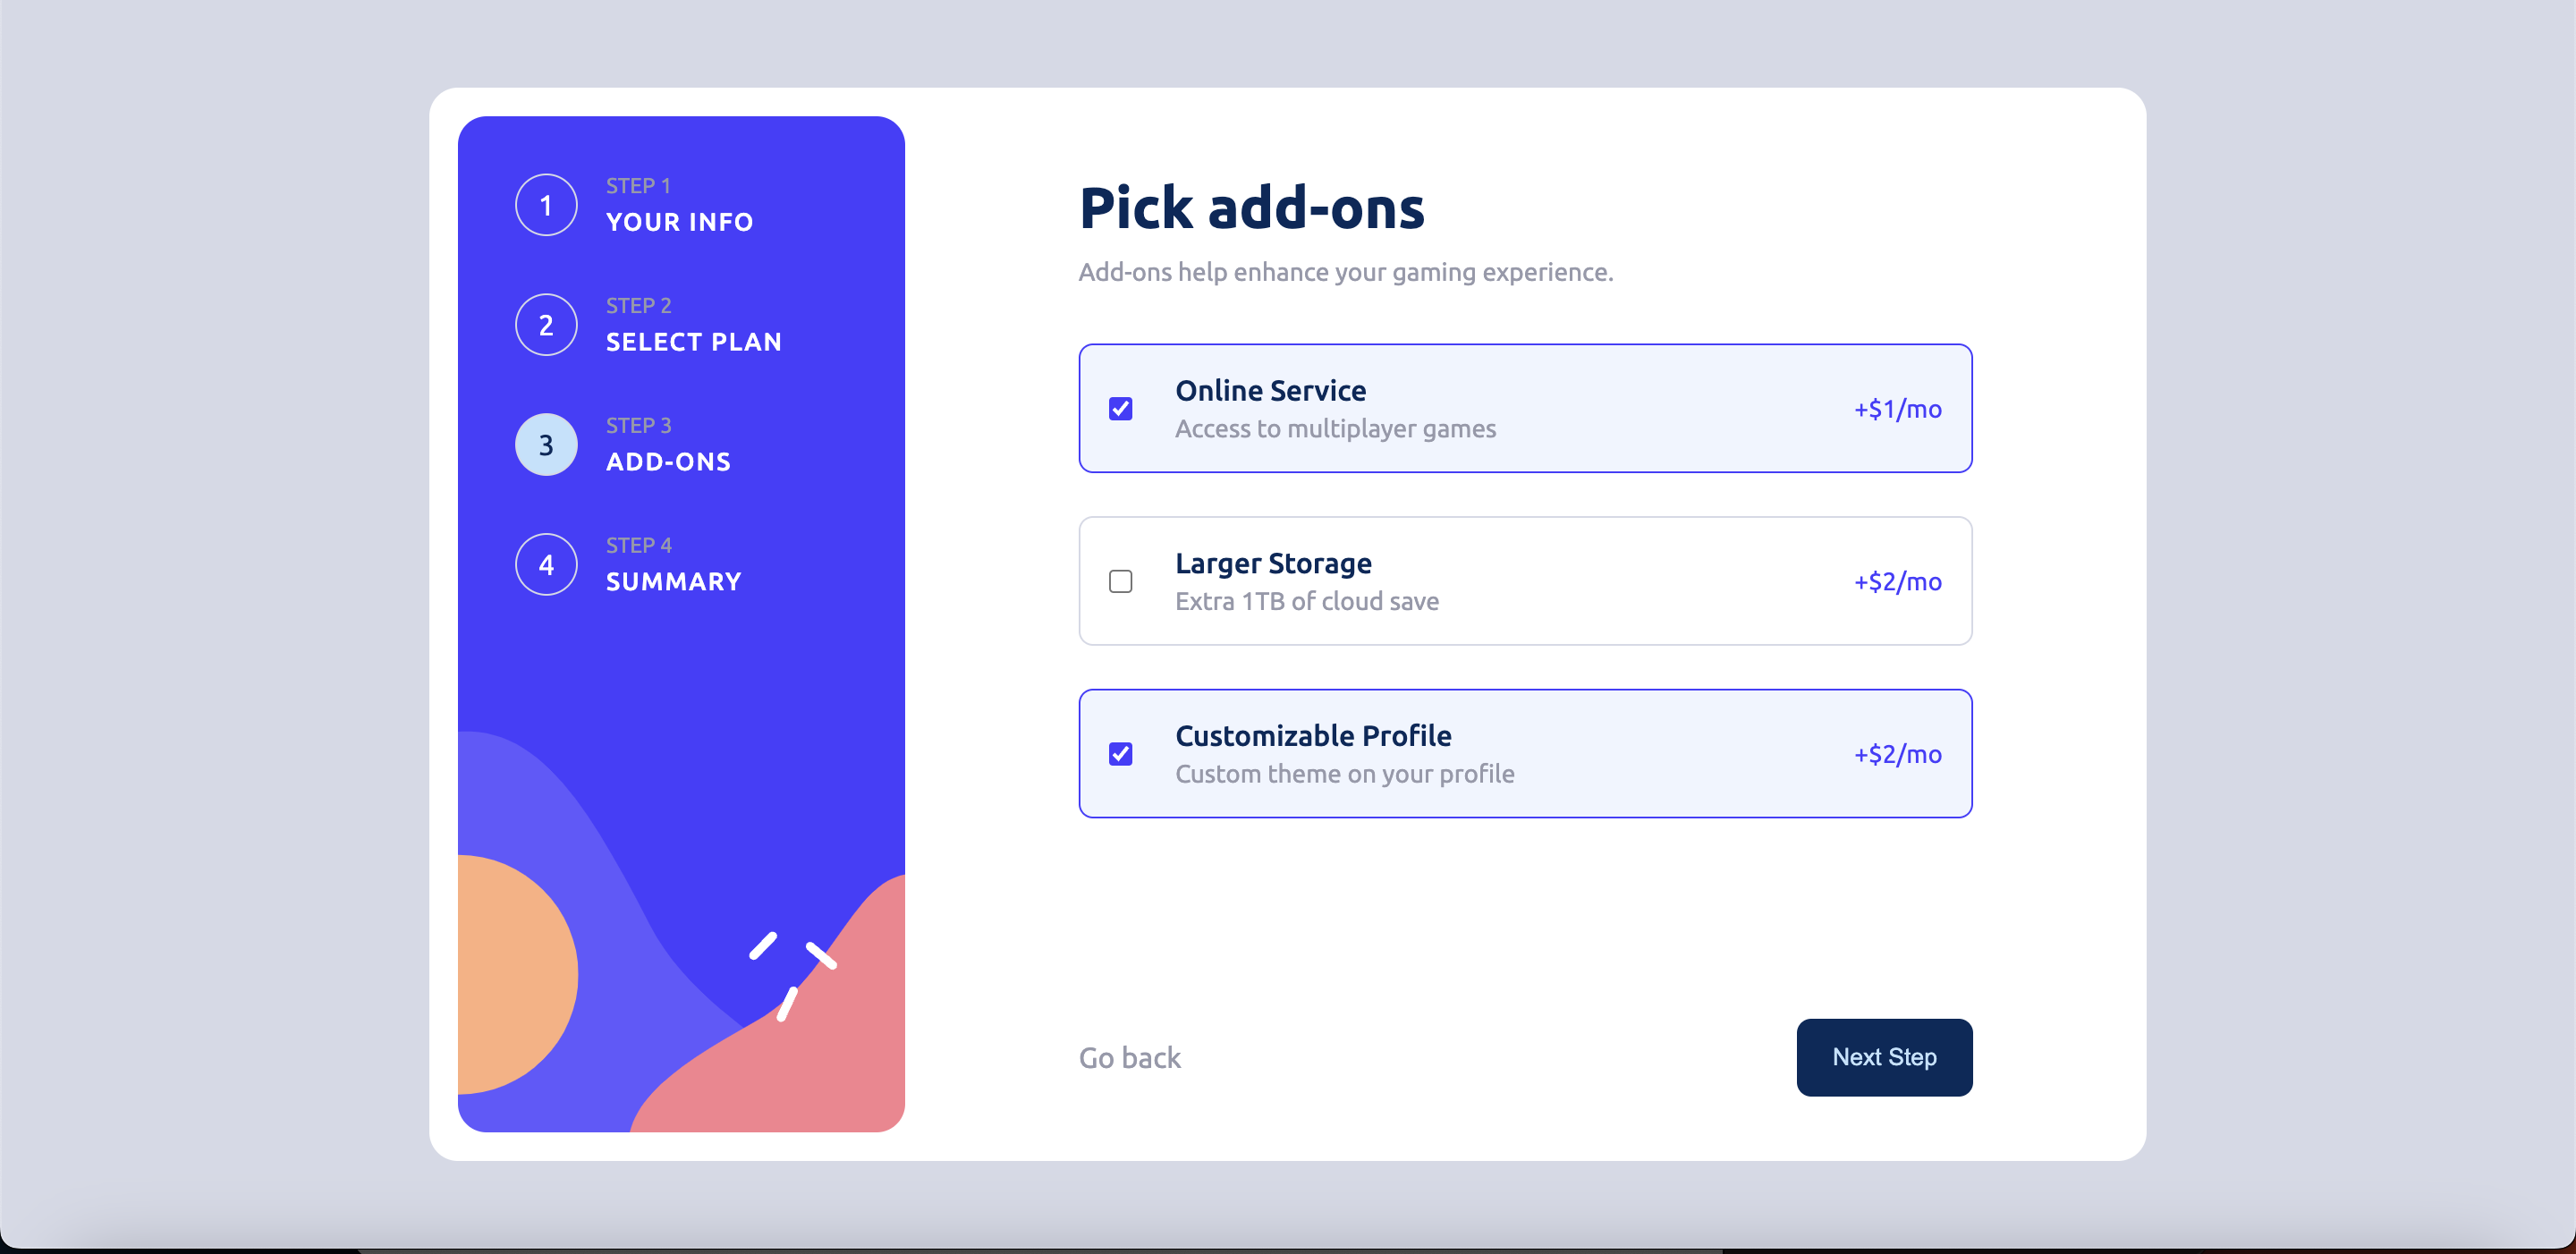 1
STEP 1
YOUR INFO
2
STEP 2
SELECT PLAN
3
STEP 3
ADD-ONS
4
STEP 4
SUMMARY
Pick add-ons
Add-ons help enhance your gaming experience.
Online Service
Access to multiplayer games
+$1/mo
Larger Storage
Extra 1TB of cloud save
+$2/mo
Customizable Profile
Custom theme on your profile
+$2/mo
Go back
Next Step